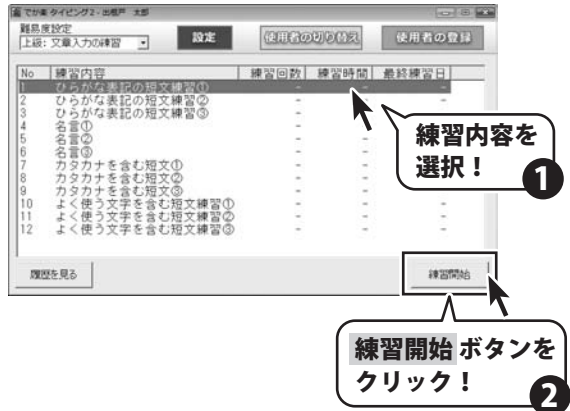 でか楽 タイピング2 - 出樫戸 太郎
難易度設定
上級: 文章入力の練習
設定
使用者の切り替え
使用者の登録
No 練習内容 練習回数 練習時間 最終練習日
1 ひらがな表記の短文練習① - - -
2 ひらがな表記の短文練習② - - -
3 ひらがな表記の短文練習③ - - -
4 名言① - - -
5 名言② - - -
6 名言③ - - -
7 カタカナを含む短文① - - -
8 カタカナを含む短文② - - -
9 カタカナを含む短文③ - - -
10 よく使う文字を含む短文練習① - - -
11 よく使う文字を含む短文練習② - - -
12 よく使う文字を含む短文練習③ - - -
練習内容を
選択！
1
履歴を見る
練習開始
練習開始 ボタンを
クリック！
2